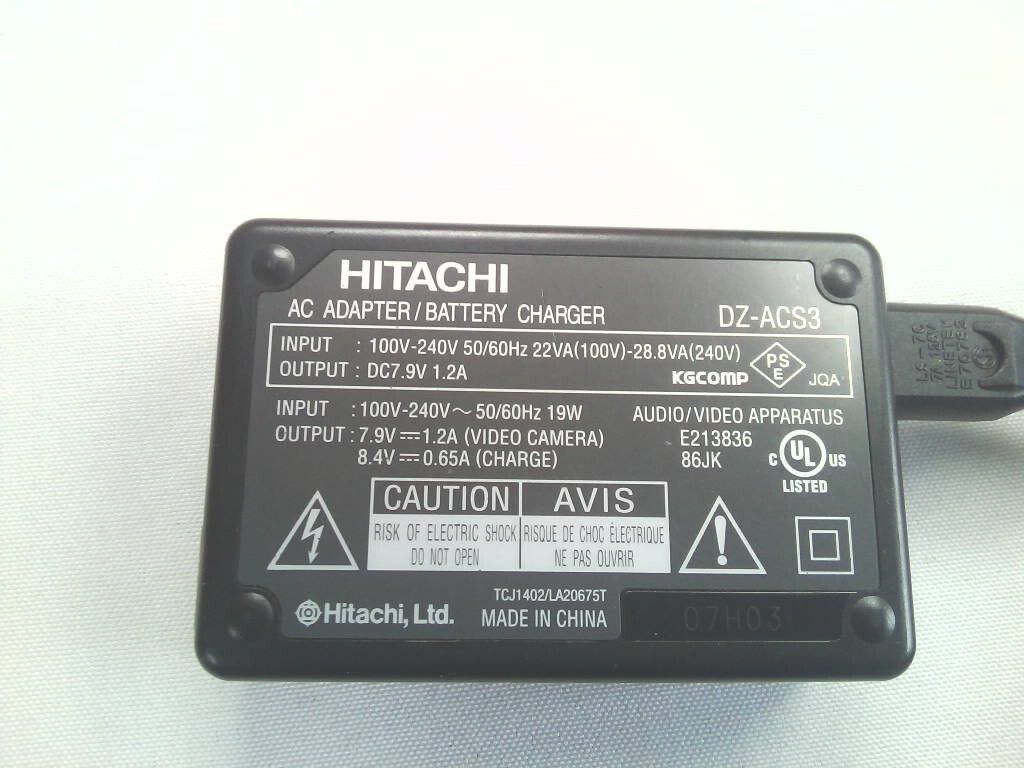 HITACHI
AC ADAPTER/BATTERY CHARGER DZ-ACS3
INPUT : 100V-240V 50/60Hz 22VA(100V)-28.8VA(240V)
OUTPUT : DC7.9V 1.2A
KGCOMP
PS
E
JQA
INPUT : 100V-240V～ 50/60Hz 19W
OUTPUT : 7.9V⎓1.2A (VIDEO CAMERA)
8.4V⎓0.65A (CHARGE)
AUDIO/VIDEO APPARATUS
E213836
86JK
C UL US
LISTED
CAUTION
RISK OF ELECTRIC SHOCK
DO NOT OPEN
AVIS
RISQUE DE CHOC ÉLECTRIQUE
NE PAS OUVRIR
Hitachi, Ltd.
TCJ1402/LA20675T
MADE IN CHINA
07H03
7A 125V
LINETEK